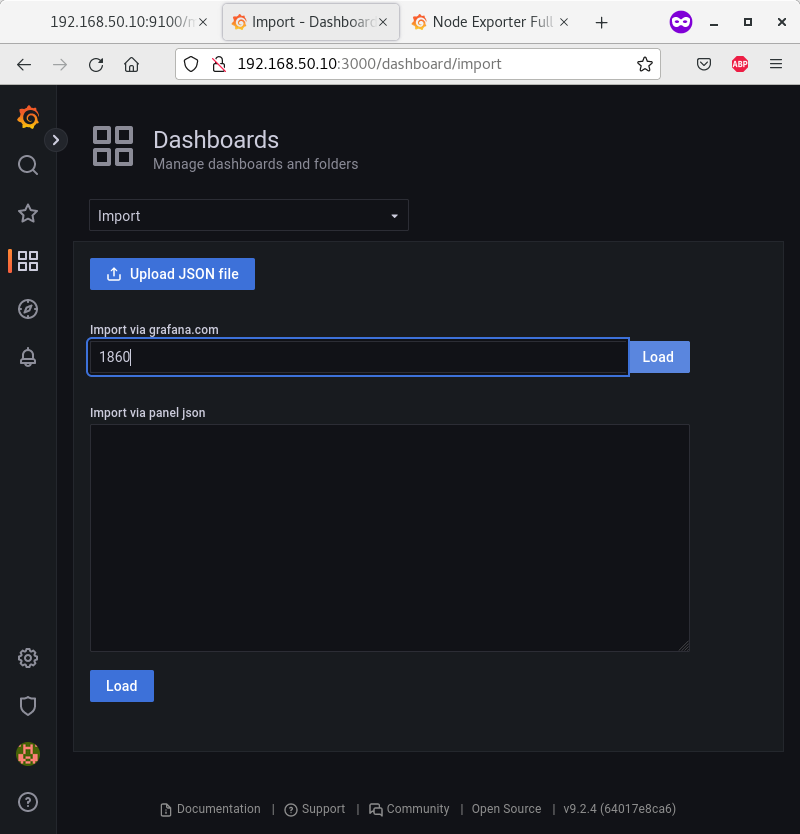 192.168.50.10:9100/m
Import - Dashboard
Node Exporter Full
192.168.50.10:3000/dashboard/import
ABP
Dashboards
Manage dashboards and folders
Import
Upload JSON file
Import via grafana.com
1860
Load
Import via panel json
Load
Documentation | Support | Community | Open Source | v9.2.4 (64017e8ca6)